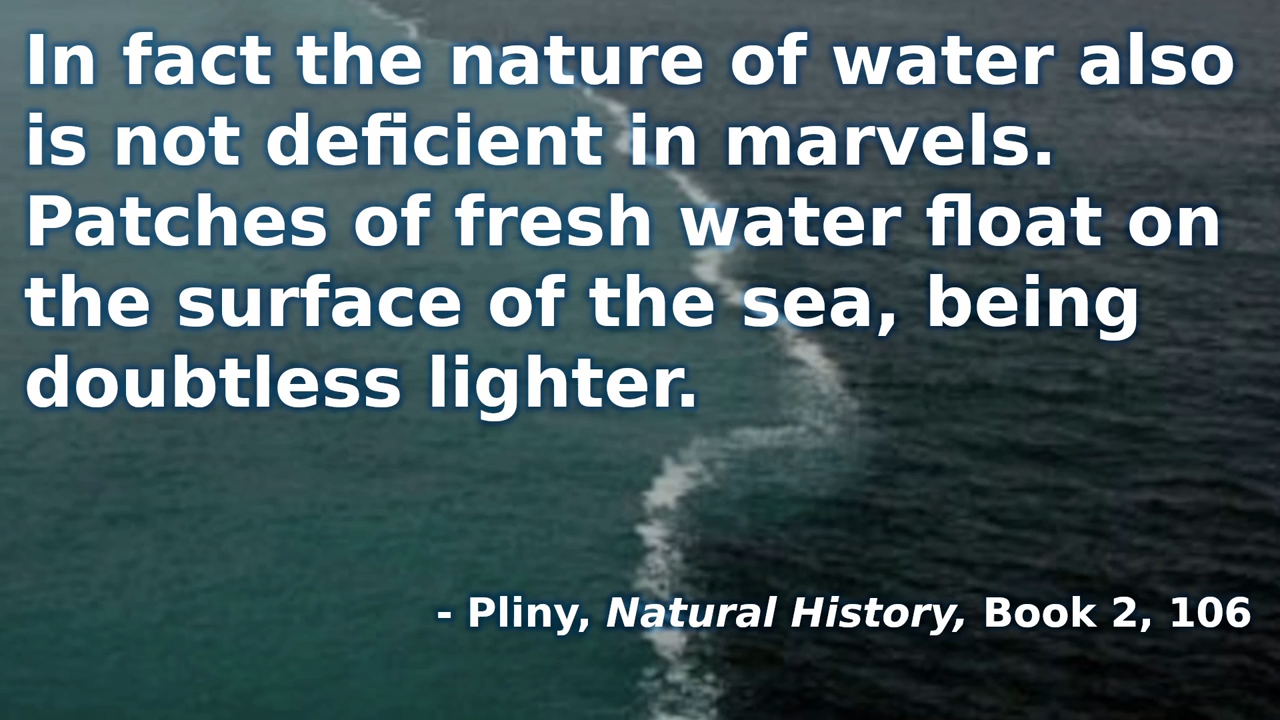 In fact the nature of water also
is not deficient in marvels.
Patches of fresh water float on
the surface of the sea, being
doubtless lighter.
- Pliny, Natural History, Book 2, 106